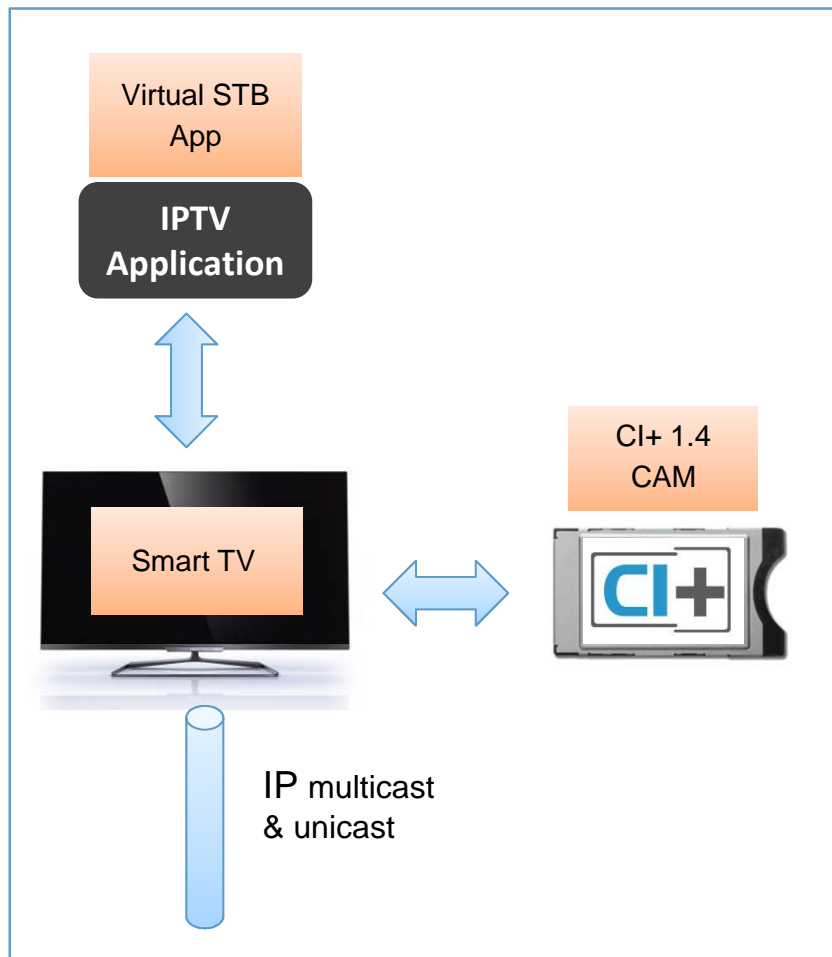 Virtual STB
App
IPTV
Application
CI+ 1.4
CAM
Smart TV
CI+
IP multicast
& unicast